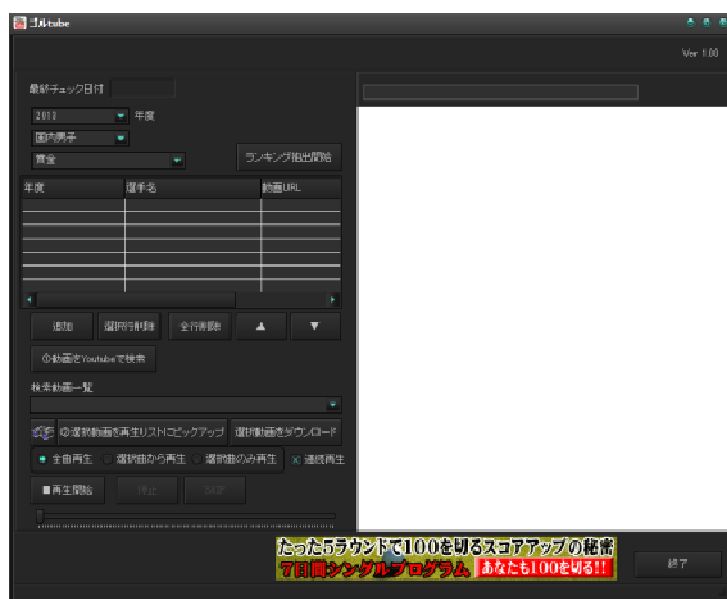 ゴルtube
Ver 1.00
最終チェック日付
2013 年度
国内男子
賞金
ランキング抽出開始
年度 選手名 動画URL
追加 選択行削除 全行削除 ▲ ▼
①動画をYoutubeで検索
検索動画一覧
②選択動画を再生リストにピックアップ 選択動画をダウンロード
全曲再生 選択曲から再生 選択曲のみ再生 連続再生
■再生開始 停止
たった5ラウンドで100を切るスコアアップの秘密
7日間シングルプログラム あなたも100を切る!!
終了